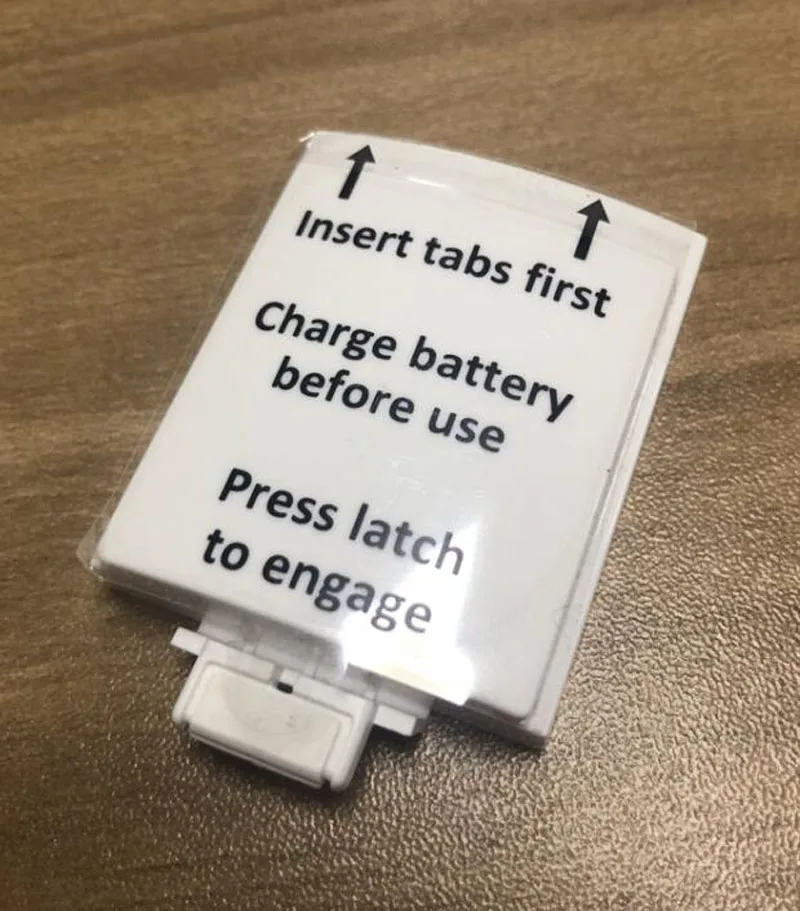 Insert tabs first
Charge battery
before use
Press latch
to engage